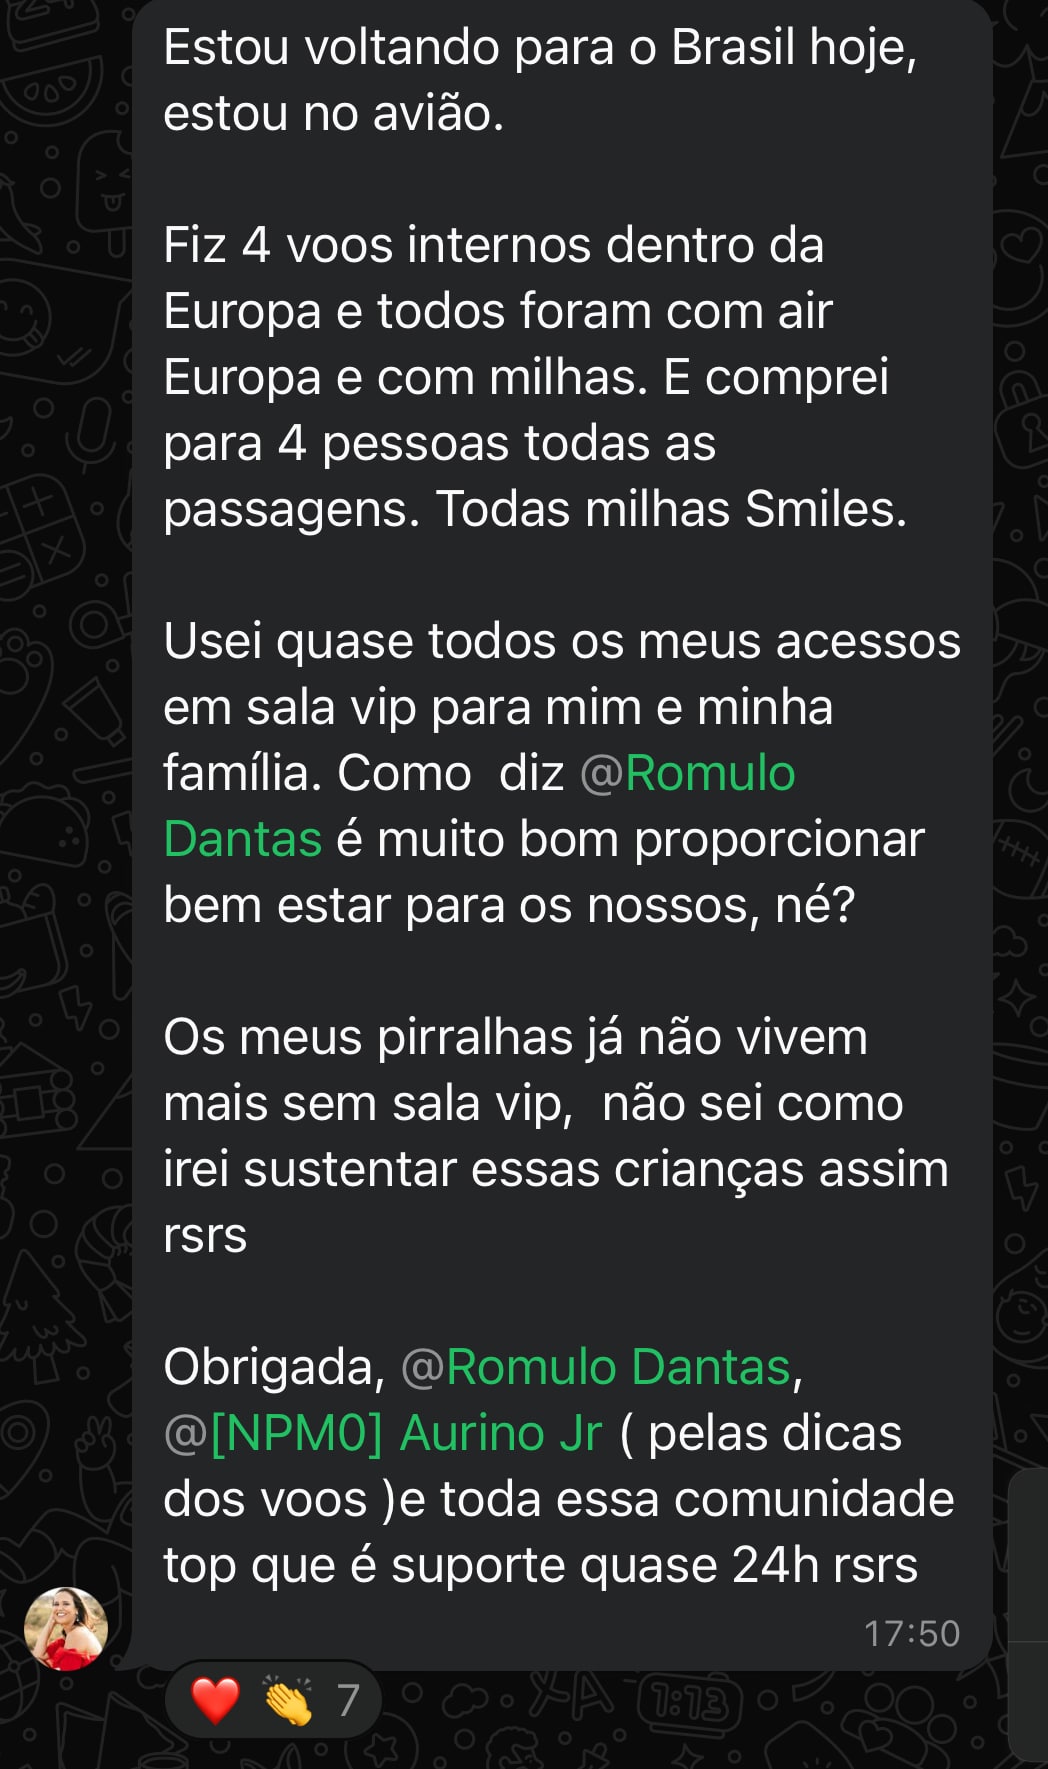 Estou voltando para o Brasil hoje,
estou no avião.
Fiz 4 voos internos dentro da
Europa e todos foram com air
Europa e com milhas. E comprei
para 4 pessoas todas as
passagens. Todas milhas Smiles.
Usei quase todos os meus acessos
em sala vip para mim e minha
família. Como  diz @Romulo
Dantas é muito bom proporcionar
bem estar para os nossos, né?
Os meus pirralhas já não vivem
mais sem sala vip,  não sei como
irei sustentar essas crianças assim
rsrs
Obrigada, @Romulo Dantas,
@[NPM0] Aurino Jr ( pelas dicas
dos voos )e toda essa comunidade
top que é suporte quase 24h rsrs
17:50
❤️ 👏 7